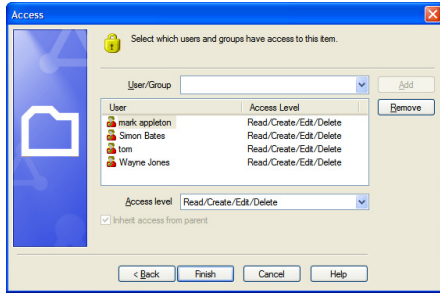 Access
Select which users and groups have access to this item.
User/Group
Add
User Access Level
Remove
mark appleton Read/Create/Edit/Delete
Simon Bates Read/Create/Edit/Delete
tom Read/Create/Edit/Delete
Wayne Jones Read/Create/Edit/Delete
Access level Read/Create/Edit/Delete
Inherit access from parent
< Back Finish Cancel Help